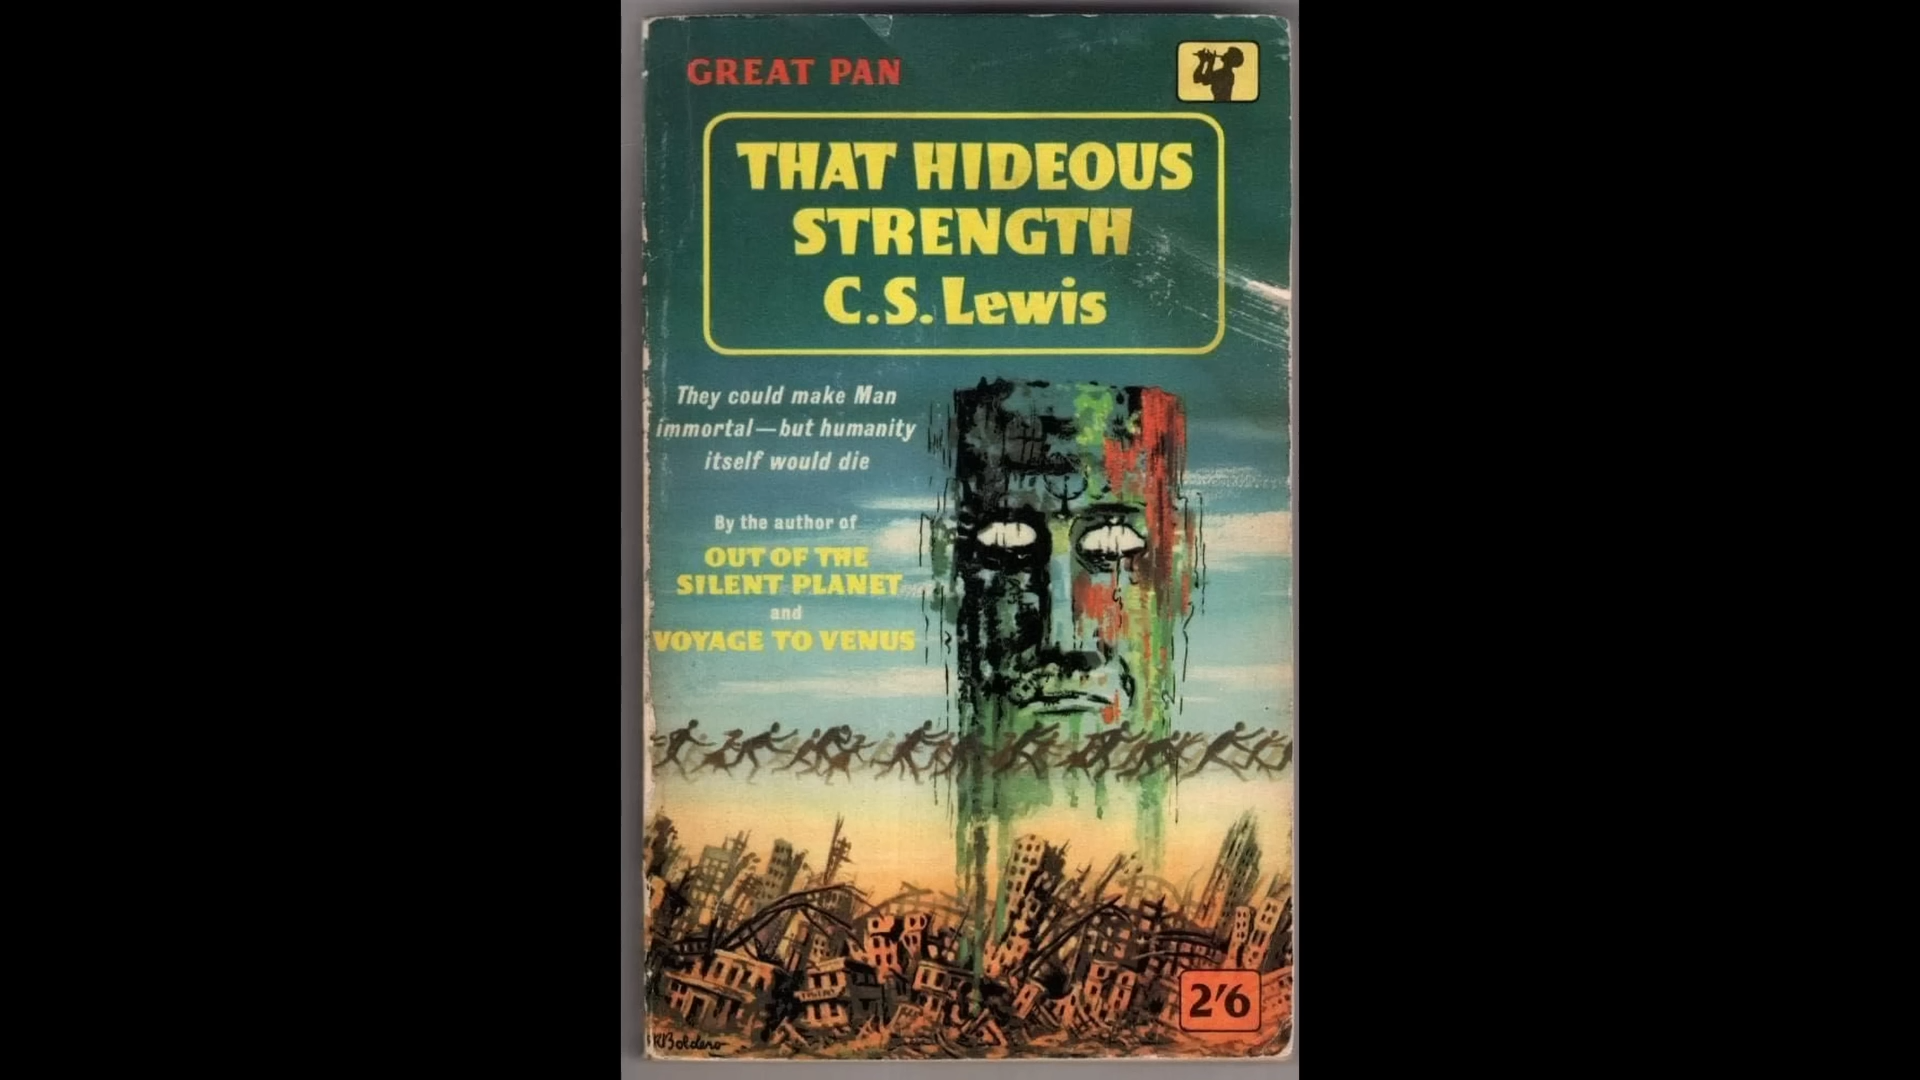 GREAT PAN
THAT HIDEOUS
STRENGTH
C.S. Lewis
They could make Man
immortal—but humanity
itself would die
By the author of
OUT OF THE
SILENT PLANET
and
VOYAGE TO VENUS
2'6
RBoldero